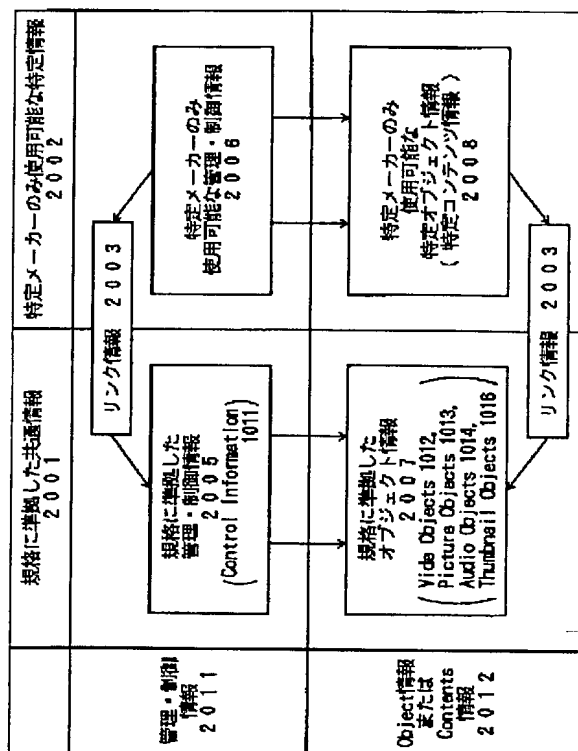 規格に準拠した共通情報
2001
特定メーカーのみ使用可能な特定情報
2002
管理・制御
情報
2011
規格に準拠した
管理・制御情報
2005
(Control Information
1011)
リンク情報 2003
特定メーカーのみ
使用可能な管理・制御情報
2006
Object情報
または
Contents
情報
2012
規格に準拠した
オブジェクト情報
2007
(Vide Objects 1012,
Picture Objects 1013,
Audio Objects 1014,
Thumbnail Objects 1016)
リンク情報 2003
特定メーカーのみ
使用可能な
特定オブジェクト情報
(特定コンテンツ情報)
2008